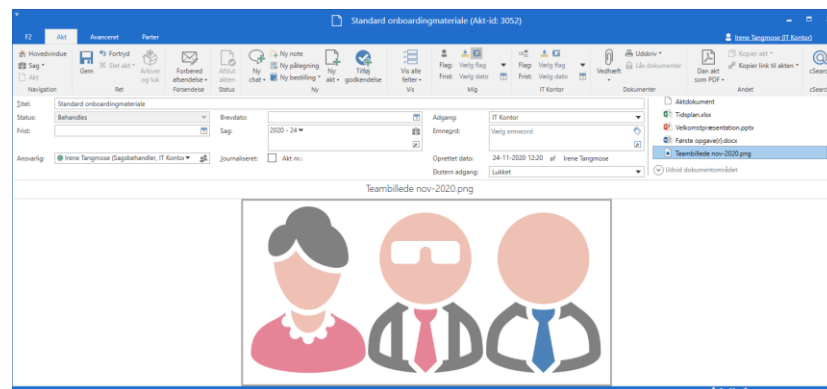 Standard onboardingmateriale (Akt-id: 3052)
F2 Akt Avanceret Parter
Irene Tangmose (IT Kontor)
Hovedvindue
Sag
Akt
Navigation
Gem
Fortryd
Slet akt
Arkiver og luk
Ret
Forbered afsendelse
Forsendelse
Afslut akten
Status
Ny chat
Ny note
Ny påtegning
Ny bestilling
Ny akt
Tilføj godkendelse
Ny
Vis alle felter
Vis
Flag: Vælg flag
Frist: Vælg dato
Mig
Flag: Vælg flag
Frist: Vælg dato
IT Kontor
Vedhæft
Udskriv
Lås dokumenter
Dokumenter
Dan akt som PDF
Kopier akt
Kopier link til akten
Andet
cSearc
cSearc
Titel: Standard onboardingmateriale
Status: Behandles
Brevdato:
Adgang: IT Kontor
Frist:
Sag: 2020 - 24
Emneord: Vælg emneord
Ansvarlig: Irene Tangmose (Sagsbehandler, IT Kontor
Journaliseret: Akt nr.:
Oprettet dato: 24-11-2020 12:20 af Irene Tangmose
Ekstern adgang: Lukket
Aktdokument
Tidsplan.xlsx
Velkomstpræsentation.pptx
Første opgave(r).docx
Teambillede nov-2020.png
Udvid dokumentområdet
Teambillede nov-2020.png